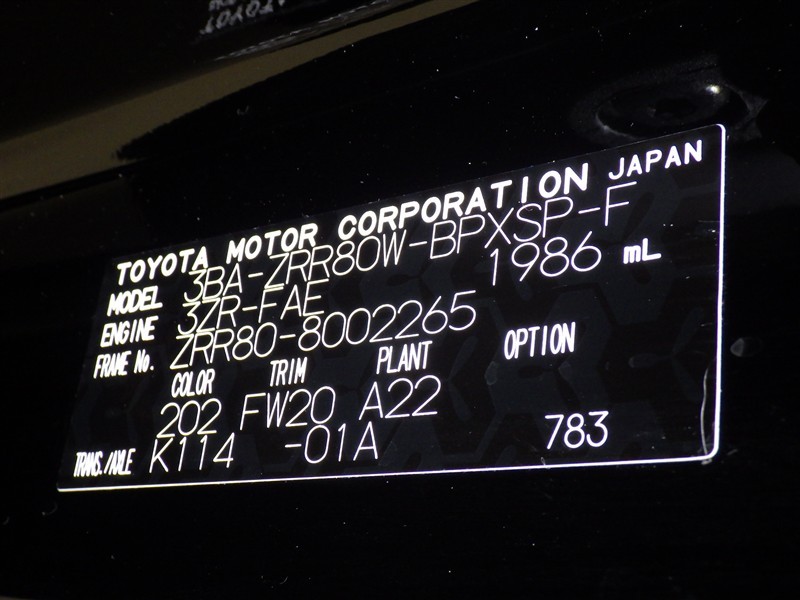 TOYOTA MOTOR CORPORATION JAPAN
MODEL 3BA-ZRR80W-BPXSP-F
ENGINE 3ZR-FAE 1986 mL
FRAME No. ZRR80-8002265
COLOR TRIM PLANT OPTION
202 FW20 A22
TRANS./AXLE K114 -01A 783